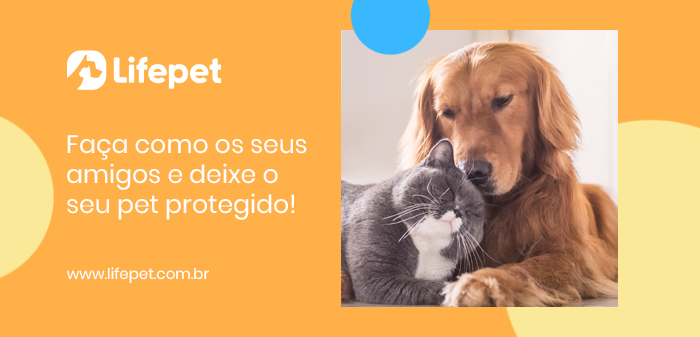 Lifepet
Faça como os seus
amigos e deixe o
seu pet protegido!
www.lifepet.com.br